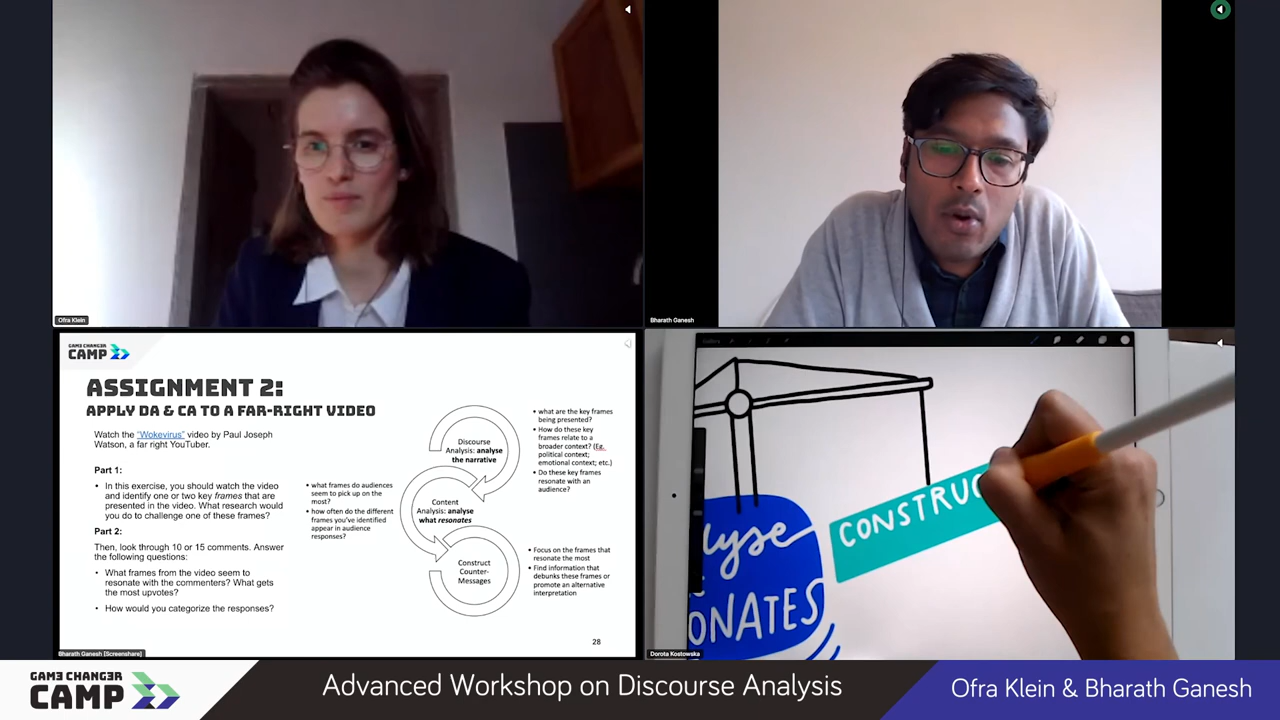 Ofra Klein
Bharath Ganesh
GAME CHANGER
CAMP
ASSIGNMENT 2:
APPLY DA & CA TO A FAR-RIGHT VIDEO
Watch the "Wokevirus" video by Paul Joseph
Watson, a far right YouTuber.
Part 1:
• In this exercise, you should watch the video
and identify one or two key frames that are
presented in the video. What research would
you do to challenge one of these frames?
Part 2:
Then, look through 10 or 15 comments. Answer
the following questions:
• What frames from the video seem to
resonate with the commenters? What gets
the most upvotes?
• How would you categorize the responses?
Discourse
Analysis: analyse
the narrative
• what are the key frames
being presented?
• How do these key
frames relate to a
broader context? (Eg.
political context;
emotional context; etc.)
• Do these key frames
resonate with an
audience?
• what frames do audiences
seem to pick up on the
most?
• how often do the different
frames you've identified
appear in audience
responses?
Content
Analysis: analyse
what resonates
Construct
Counter-
Messages
• Focus on the frames that
resonate the most
• Find information that
debunks these frames or
promote an alternative
interpretation
28
Bharath Ganesh [Screenshare]
Gallery
lyse
ONATES
CONSTRUC
Dorota Kostowska
GAME CHANGER
CAMP
Advanced Workshop on Discourse Analysis
Ofra Klein & Bharath Ganesh